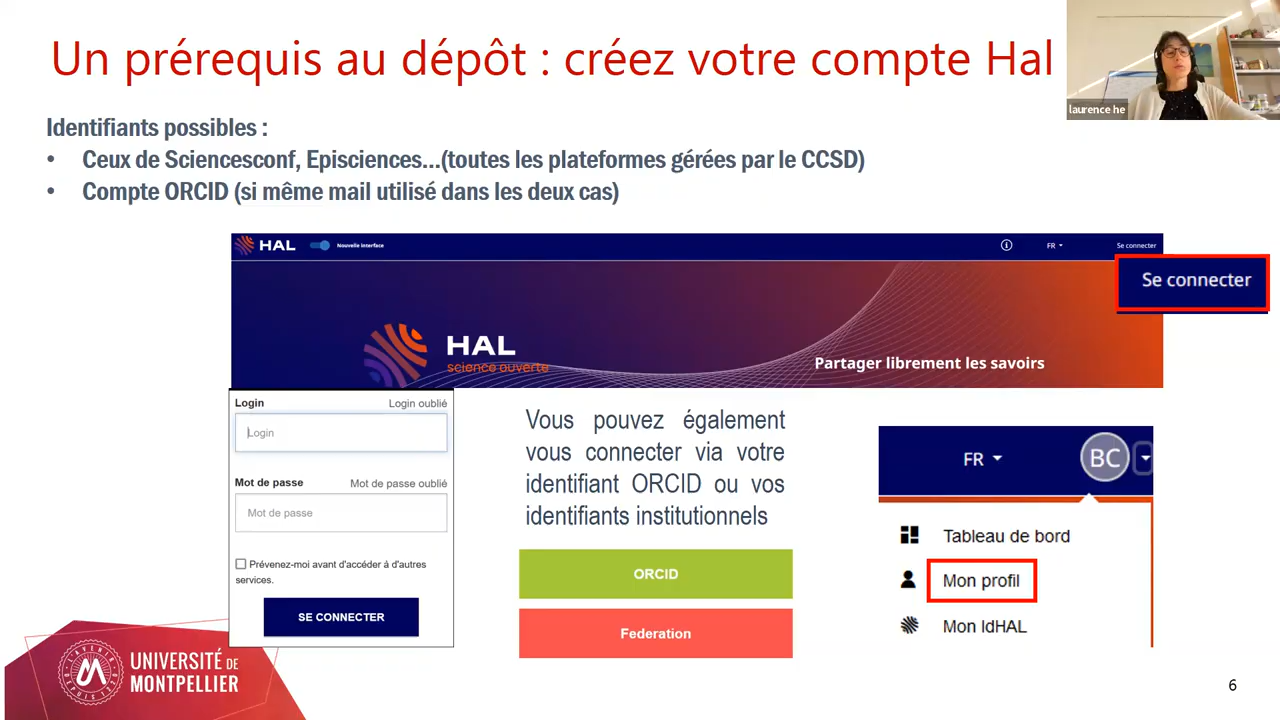 Un prérequis au dépôt : créez votre compte Hal
laurence he
Identifiants possibles :
• Ceux de Sciencesconf, Episciences...(toutes les plateformes gérées par le CCSD)
• Compte ORCID (si même mail utilisé dans les deux cas)
HAL
Nouvelle interface
FR
Se connecter
Se connecter
HAL
science ouverte
Partager librement les savoirs
Login
Login oublié
Login
Mot de passe
Mot de passe oublié
Mot de passe
Prévenez-moi avant d'accéder à d'autres
services.
SE CONNECTER
Vous pouvez également
vous connecter via votre
identifiant ORCID ou vos
identifiants institutionnels
ORCID
Federation
FR
BC
Tableau de bord
Mon profil
Mon IdHAL
UNIVERSITÉ DE
MONTPELLIER
6